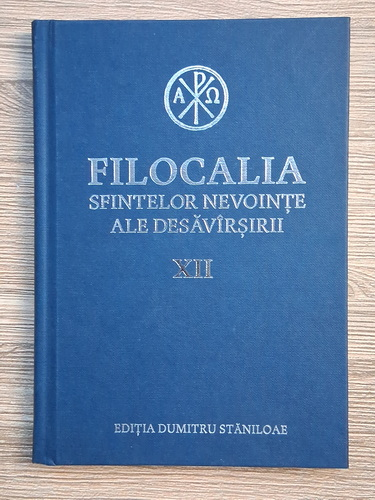 Α Ρ Ω
FILOCALIA
SFINTELOR NEVOINȚE
ALE DESĂVÎRȘIRII
XII
EDIȚIA DUMITRU STĂNILOAE